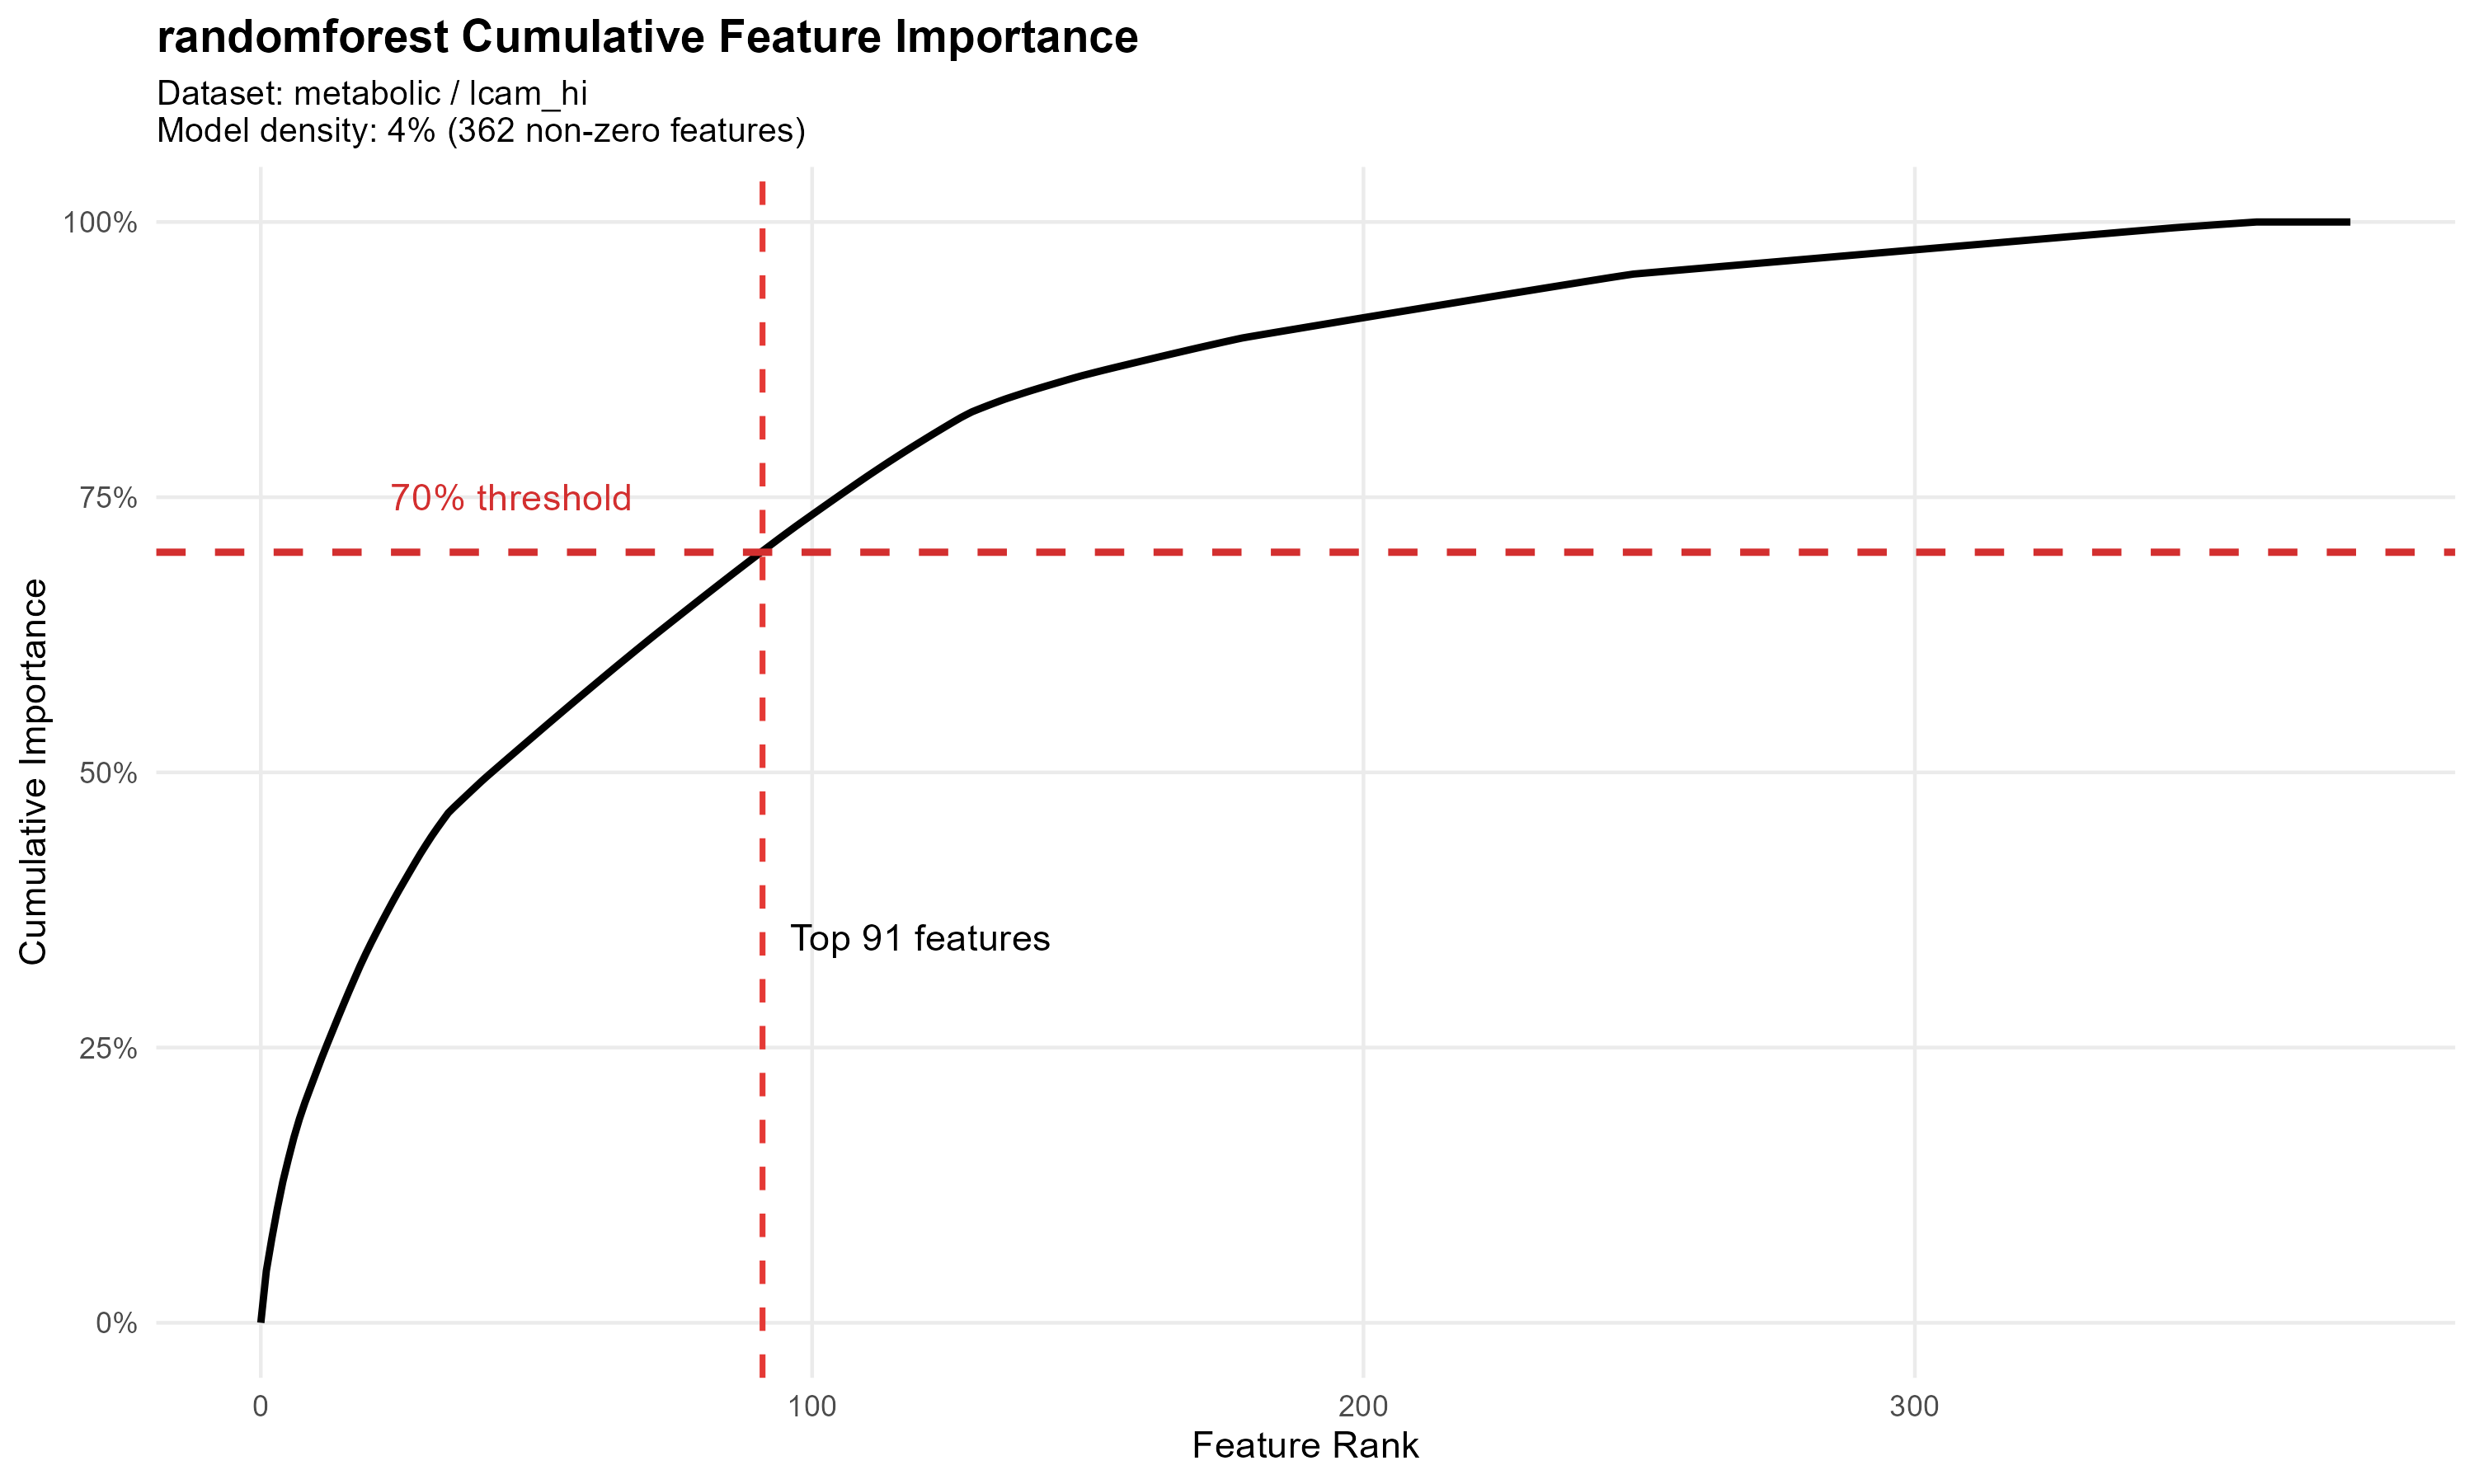 randomforest Cumulative Feature Importance
Dataset: metabolic / lcam_hi
Model density: 4% (362 non-zero features)
100%
75%
50%
25%
0%
70% threshold
Top 91 features
Cumulative Importance
0
100
200
300
Feature Rank